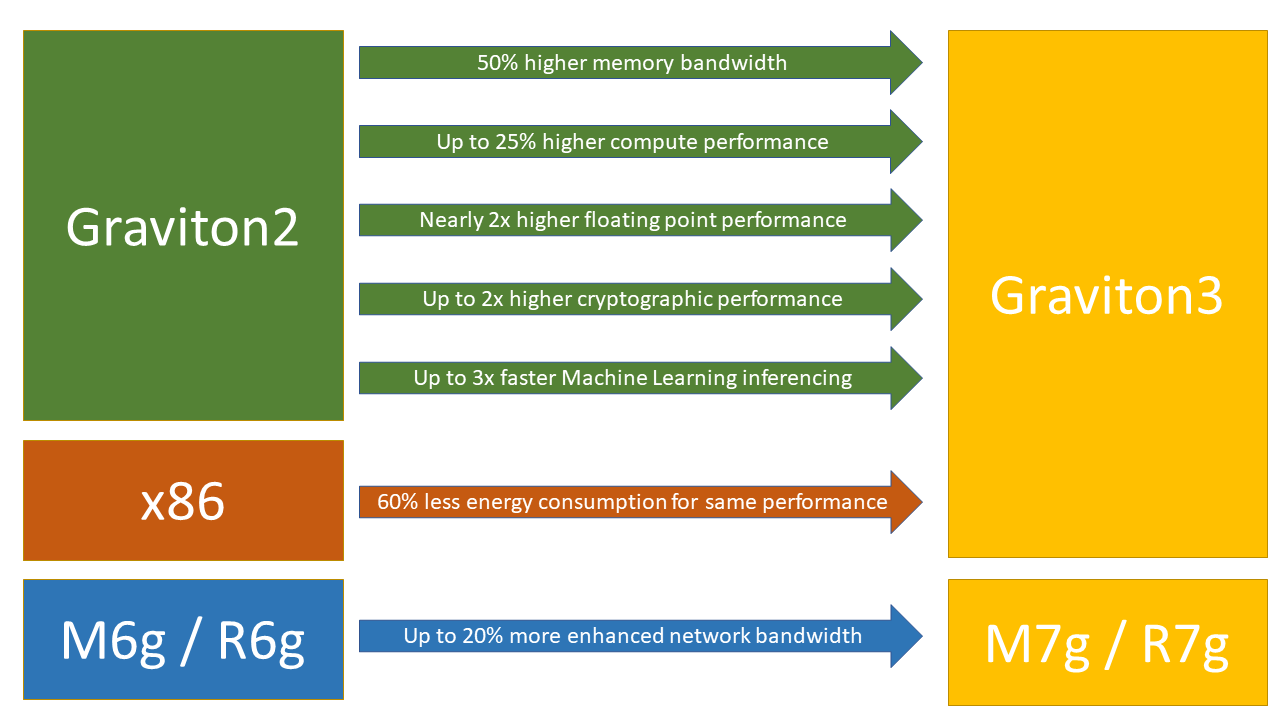 Graviton2
50% higher memory bandwidth
Up to 25% higher compute performance
Nearly 2x higher floating point performance
Up to 2x higher cryptographic performance
Up to 3x faster Machine Learning inferencing
Graviton3
x86
60% less energy consumption for same performance
M6g / R6g
Up to 20% more enhanced network bandwidth
M7g / R7g